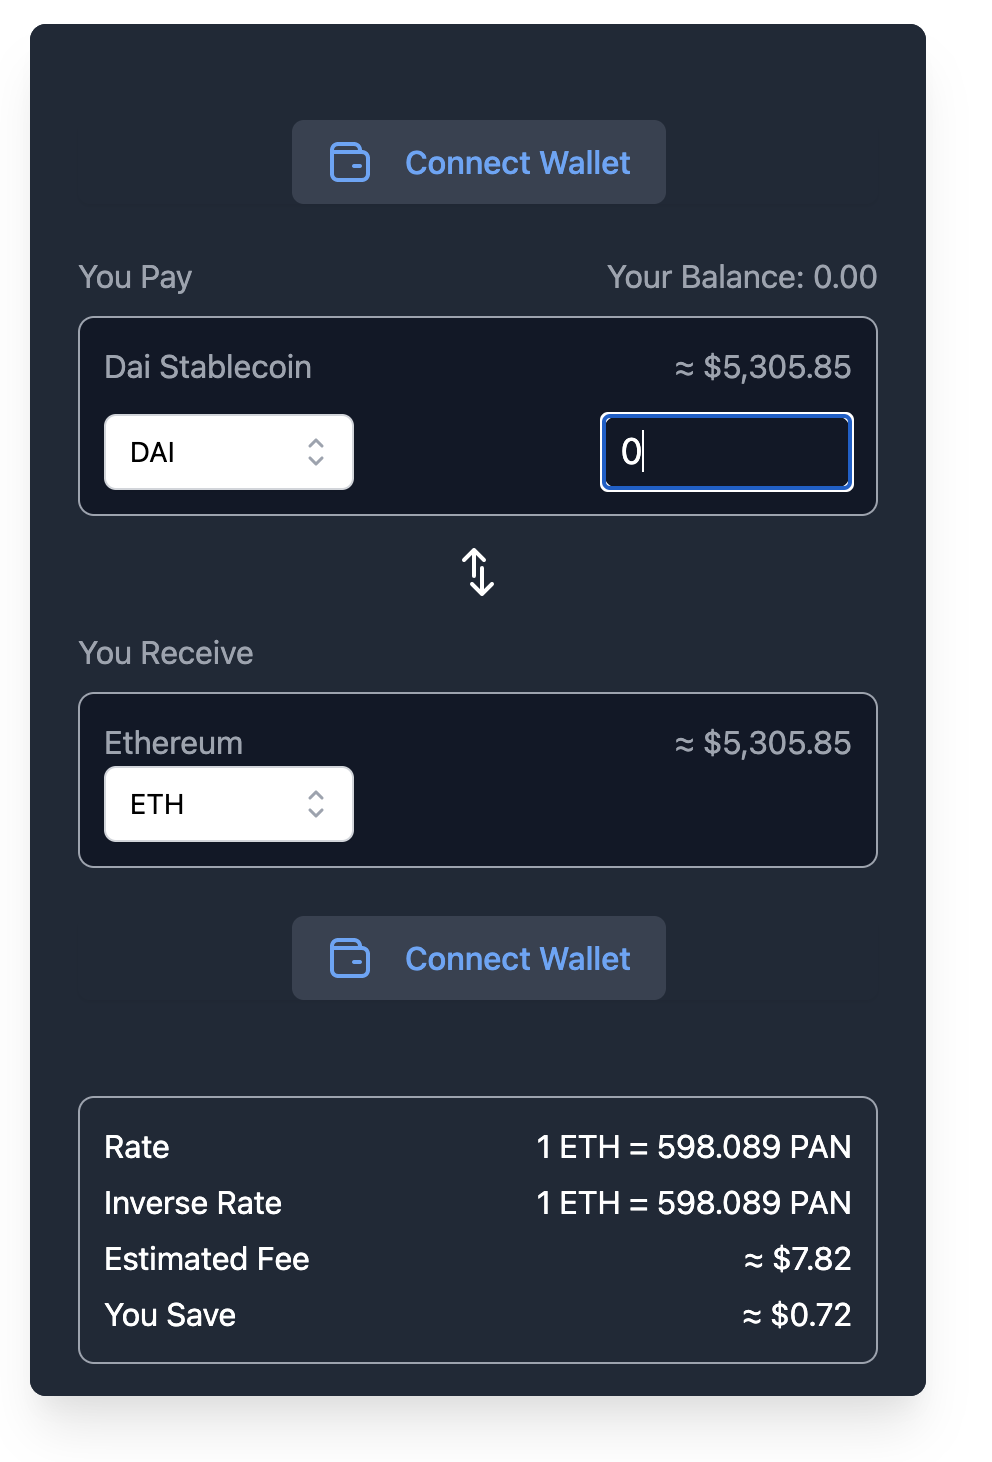 Connect Wallet
You Pay Your Balance: 0.00
Dai Stablecoin ≈ $5,305.85
DAI 0
You Receive
Ethereum ≈ $5,305.85
ETH
Connect Wallet
Rate 1 ETH = 598.089 PAN
Inverse Rate 1 ETH = 598.089 PAN
Estimated Fee ≈ $7.82
You Save ≈ $0.72